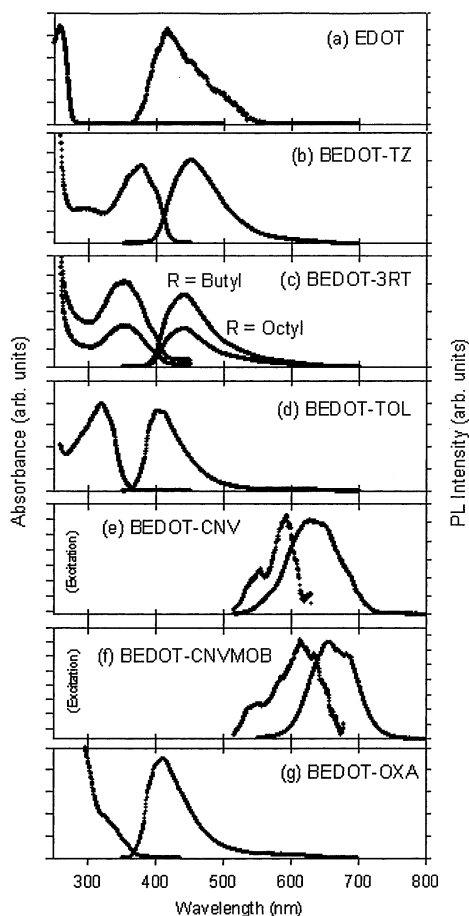 (a) EDOT
(b) BEDOT-TZ
(c) BEDOT-3RT
R = Butyl
R = Octyl
(d) BEDOT-TOL
(e) BEDOT-CNV
(Excitation)
(f) BEDOT-CNVMOB
(Excitation)
(g) BEDOT-OXA
Absorbance (arb. units)
PL Intensity (arb. units)
300 400 500 600 700 800
Wavelength (nm)